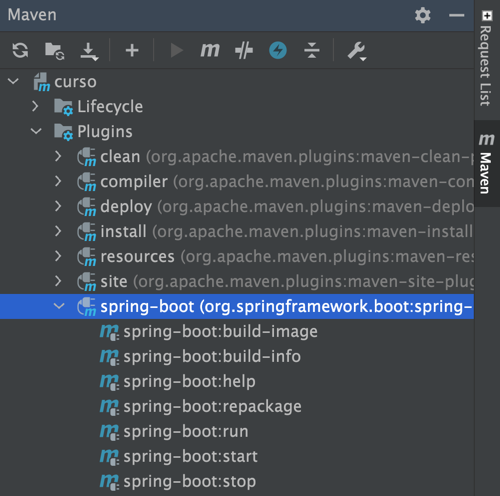 Maven
curso
Lifecycle
Plugins
clean (org.apache.maven.plugins:maven-clean-p
compiler (org.apache.maven.plugins:maven-con
deploy (org.apache.maven.plugins:maven-deplo
install (org.apache.maven.plugins:maven-install
resources (org.apache.maven.plugins:maven-res
site (org.apache.maven.plugins:maven-site-plug
spring-boot (org.springframework.boot:spring-
spring-boot:build-image
spring-boot:build-info
spring-boot:help
spring-boot:repackage
spring-boot:run
spring-boot:start
spring-boot:stop
Request List
Maven